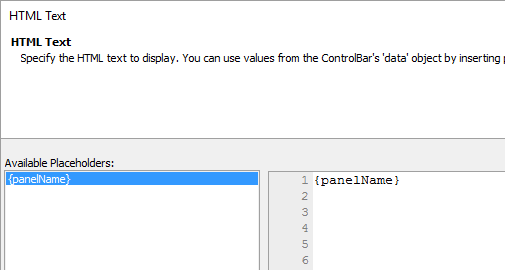 HTML Text
HTML Text
Specify the HTML text to display. You can use values from the ControlBar's 'data' object by inserting
Available Placeholders:
{panelName}
1 {panelName}
2
3
4
5
6